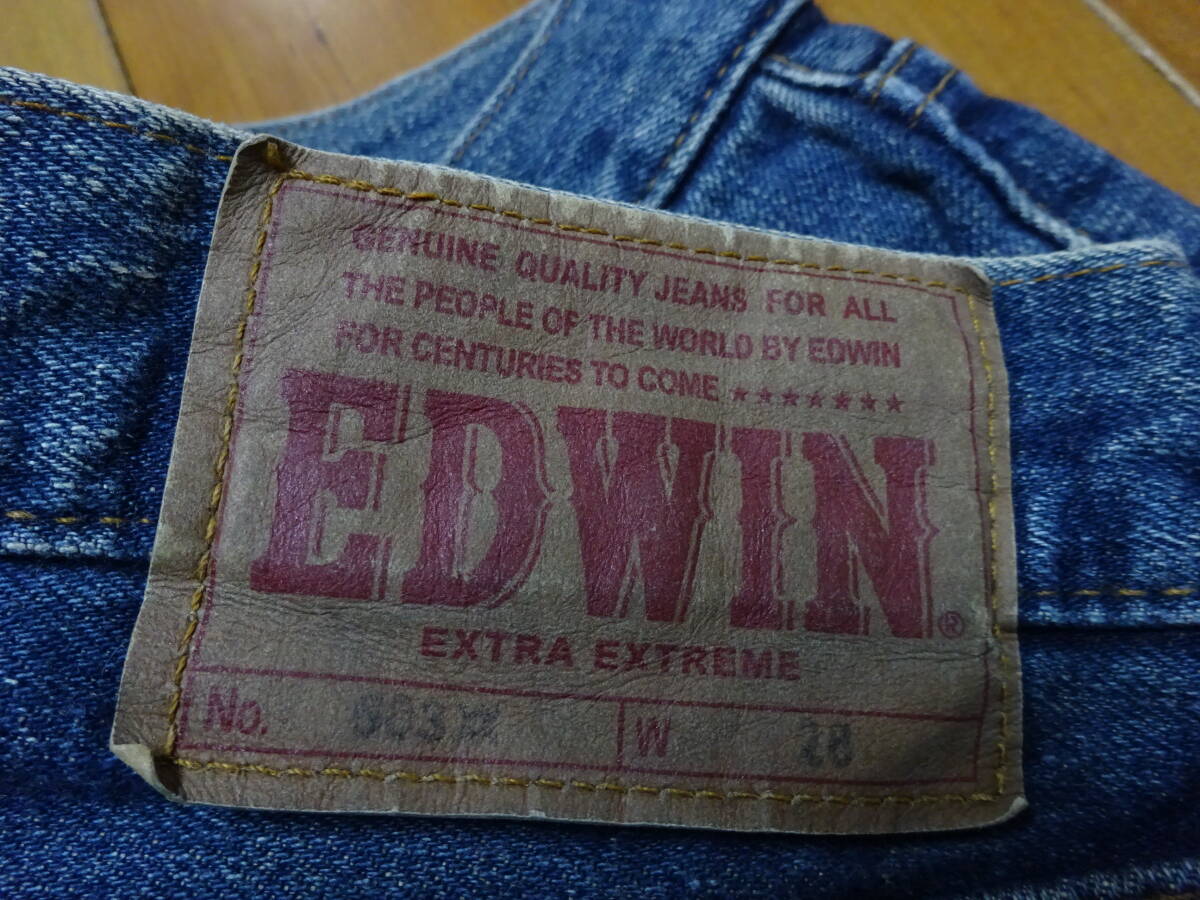 GENUINE QUALITY JEANS FOR ALL
THE PEOPLE OF THE WORLD BY EDWIN
FOR CENTURIES TO COME ★★★★★★★
EDWIN®
EXTRA EXTREME
No. W 28